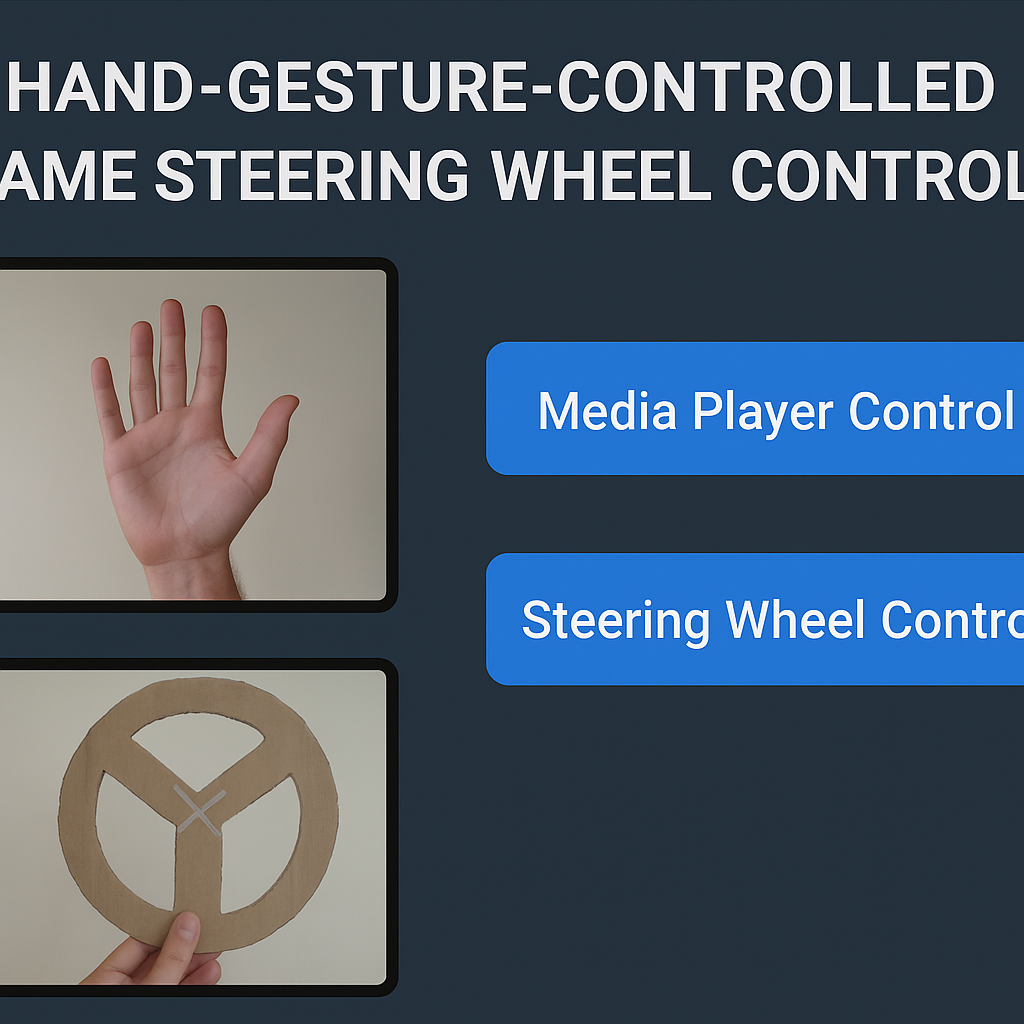 HAND-GESTURE-CONTROLLED
AME STEERING WHEEL CONTROL
Media Player Control
Steering Wheel Contro